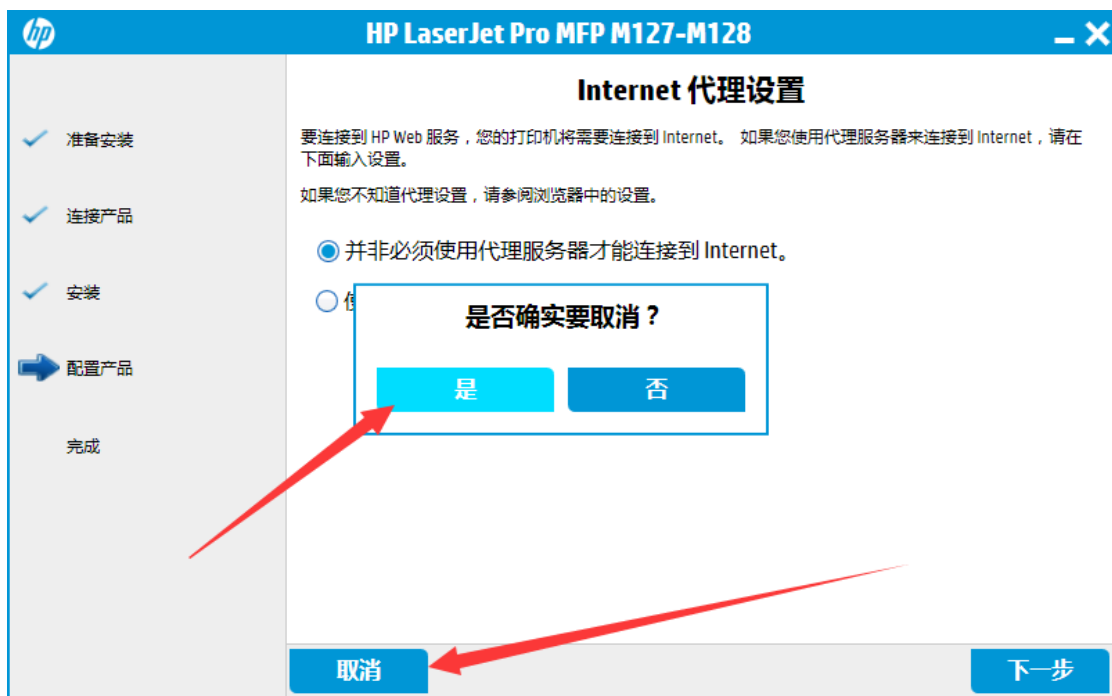 hp
HP LaserJet Pro MFP M127-M128
准备安装
连接产品
安装
配置产品
完成
Internet 代理设置
要连接到 HP Web 服务，您的打印机将需要连接到 Internet。 如果您使用代理服务器来连接到 Internet，请在
下面输入设置。
如果您不知道代理设置，请参阅浏览器中的设置。
并非必须使用代理服务器才能连接到 Internet。
是否确实要取消？
是
否
取消
下一步